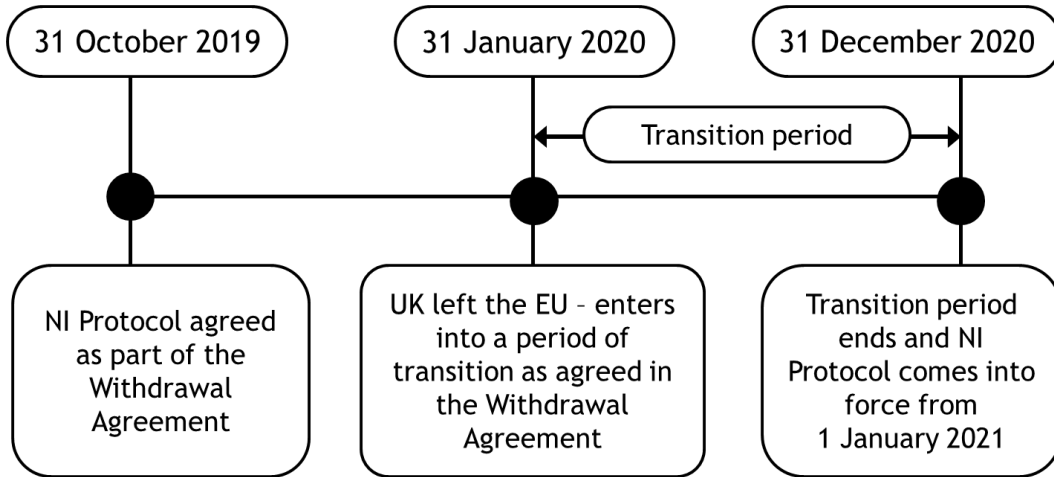 31 October 2019
31 January 2020
31 December 2020
Transition period
NI Protocol agreed
as part of the
Withdrawal
Agreement
UK left the EU – enters
into a period of
transition as agreed in
the Withdrawal
Agreement
Transition period
ends and NI
Protocol comes into
force from
1 January 2021